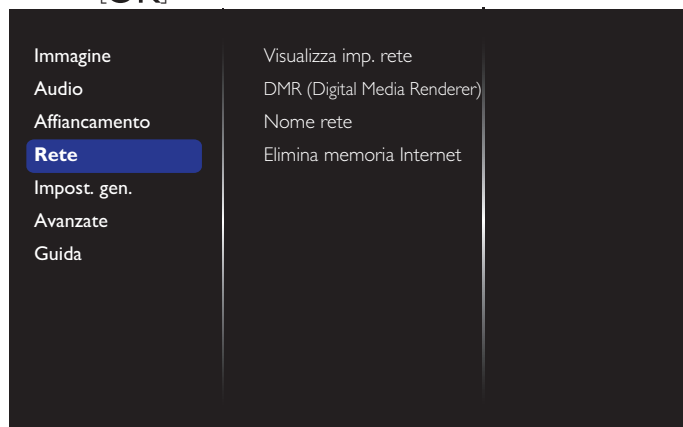 [OK]
Immagine
Audio
Affiancamento
Rete
Impost. gen.
Avanzate
Guida
Visualizza imp. rete
DMR (Digital Media Renderer)
Nome rete
Elimina memoria Internet